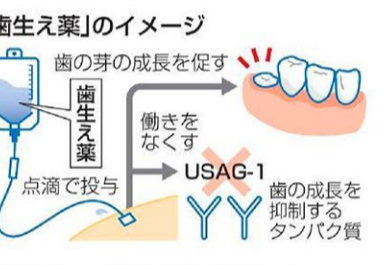 歯生え薬」のイメージ
歯の芽の成長を促す
歯生え薬
働きを
なくす
点滴で投与
USAG-1
歯の成長を
抑制する
タンパク質